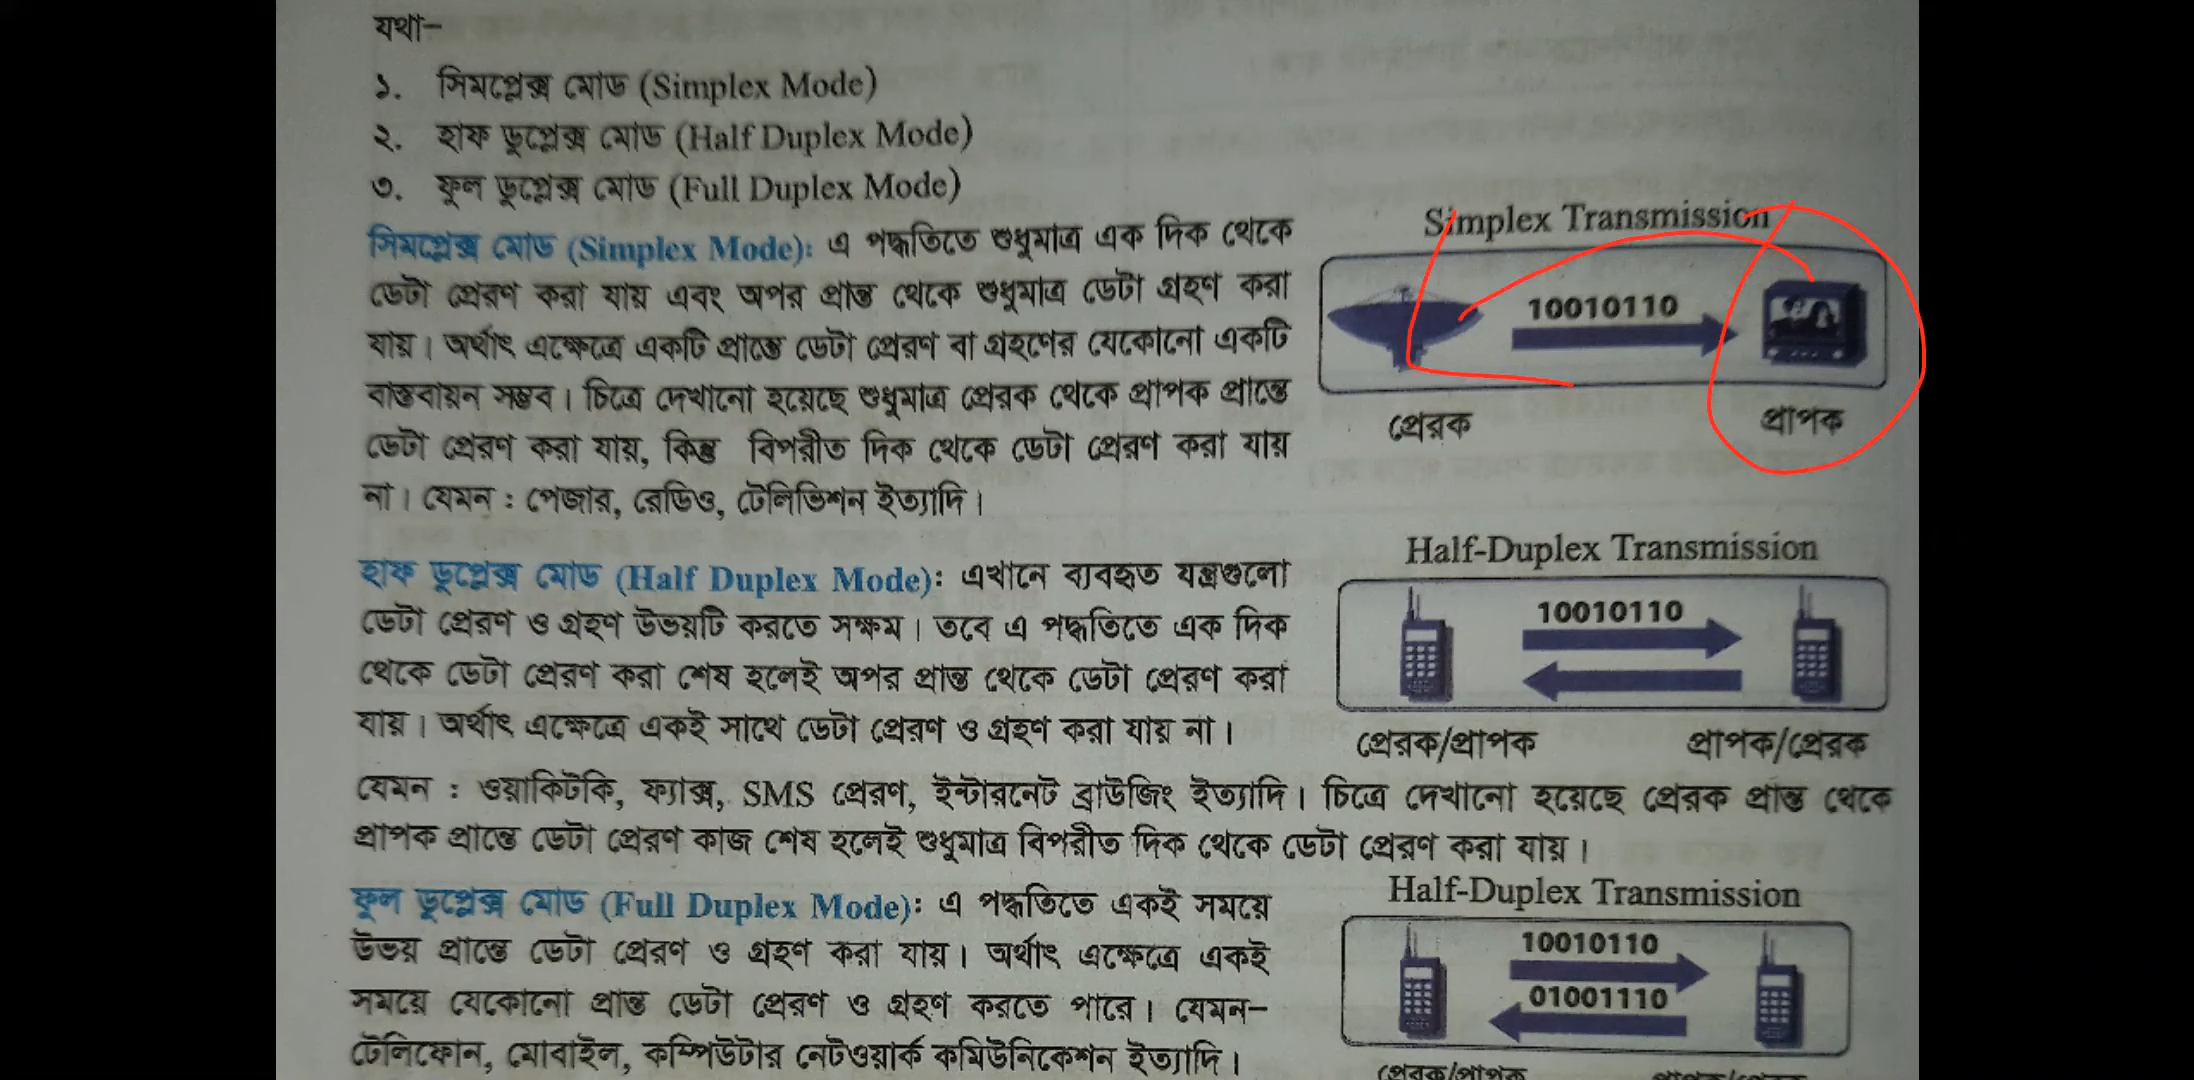 যথা–
১. সিমপ্লেক্স মোড (Simplex Mode)
২. হাফ ডুপ্লেক্স মোড (Half Duplex Mode)
৩. ফুল ডুপ্লেক্স মোড (Full Duplex Mode)
সিমপ্লেক্স মোড (Simplex Mode): এ পদ্ধতিতে শুধুমাত্র এক দিক থেকে
ডেটা প্রেরণ করা যায় এবং অপর প্রান্ত থেকে শুধুমাত্র ডেটা গ্রহণ করা
যায়। অর্থাৎ এক্ষেত্রে একটি প্রান্তে ডেটা প্রেরণ বা গ্রহণের যেকোনো একটি
বাস্তবায়ন সম্ভব। চিত্রে দেখানো হয়েছে শুধুমাত্র প্রেরক থেকে প্রাপক প্রান্তে
ডেটা প্রেরণ করা যায়, কিন্তু বিপরীত দিক থেকে ডেটা প্রেরণ করা যায়
না। যেমন : পেজার, রেডিও, টেলিভিশন ইত্যাদি।
Simplex Transmission
10010110
প্রেরক প্রাপক
হাফ ডুপ্লেক্স মোড (Half Duplex Mode): এখানে ব্যবহৃত যন্ত্রগুলো
ডেটা প্রেরণ ও গ্রহণ উভয়টি করতে সক্ষম। তবে এ পদ্ধতিতে এক দিক
থেকে ডেটা প্রেরণ করা শেষ হলেই অপর প্রান্ত থেকে ডেটা প্রেরণ করা
যায়। অর্থাৎ এক্ষেত্রে একই সাথে ডেটা প্রেরণ ও গ্রহণ করা যায় না।
Half-Duplex Transmission
10010110
প্রেরক/প্রাপক প্রাপক/প্রেরক
যেমন : ওয়াকিটকি, ফ্যাক্স, SMS প্রেরণ, ইন্টারনেট ব্রাউজিং ইত্যাদি। চিত্রে দেখানো হয়েছে প্রেরক প্রান্ত থেকে
প্রাপক প্রান্তে ডেটা প্রেরণ কাজ শেষ হলেই শুধুমাত্র বিপরীত দিক থেকে ডেটা প্রেরণ করা যায়।
ফুল ডুপ্লেক্স মোড (Full Duplex Mode): এ পদ্ধতিতে একই সময়ে
উভয় প্রান্তে ডেটা প্রেরণ ও গ্রহণ করা যায়। অর্থাৎ এক্ষেত্রে একই
সময়ে যেকোনো প্রান্ত ডেটা প্রেরণ ও গ্রহণ করতে পারে। যেমন–
টেলিফোন, মোবাইল, কম্পিউটার নেটওয়ার্ক কমিউনিকেশন ইত্যাদি।
Half-Duplex Transmission
10010110
01001110
প্রেরক/প্রাপক প্রাপক/প্রেরক